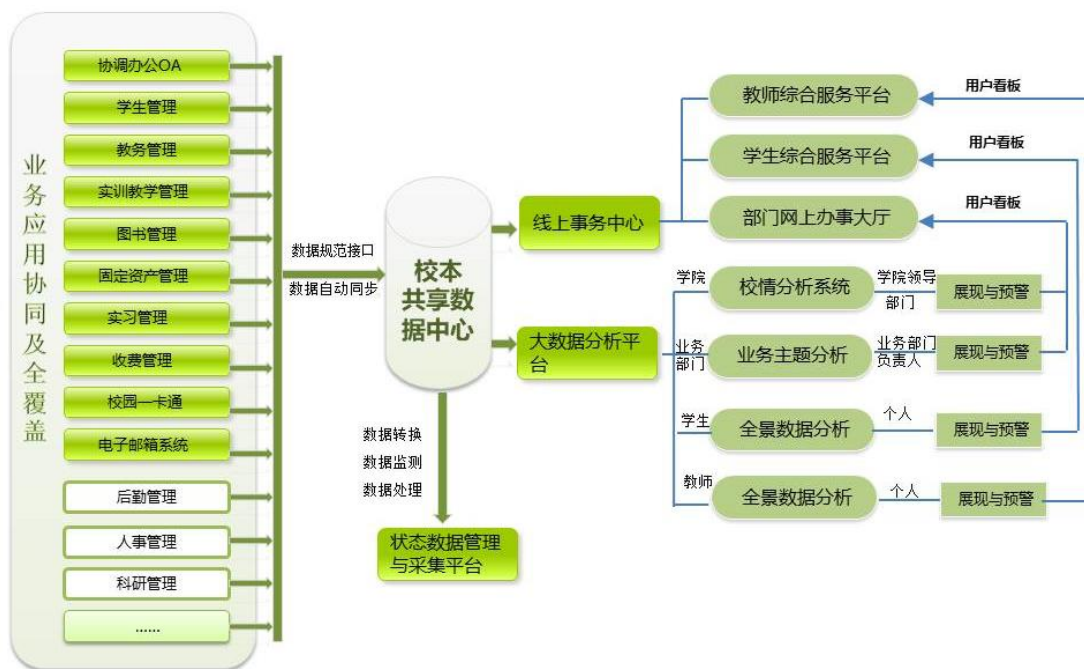 业务应用协同及全覆盖
协调办公OA
学生管理
教务管理
实训教学管理
图书管理
固定资产管理
实习管理
收费管理
校园一卡通
电子邮箱系统
后勤管理
人事管理
科研管理
......
数据规范接口
数据自动同步
校本
共享数
据中心
数据转换
数据监测
数据处理
状态数据管理
与采集平台
线上事务中心
大数据分析平
台
教师综合服务平台
用户看板
学生综合服务平台
用户看板
部门网上办事大厅
用户看板
学院
校情分析系统
学院领导
部门
展现与预警
业务
部门
业务主题分析
业务部门
负责人
展现与预警
学生
全景数据分析
个人
展现与预警
教师
全景数据分析
个人
展现与预警